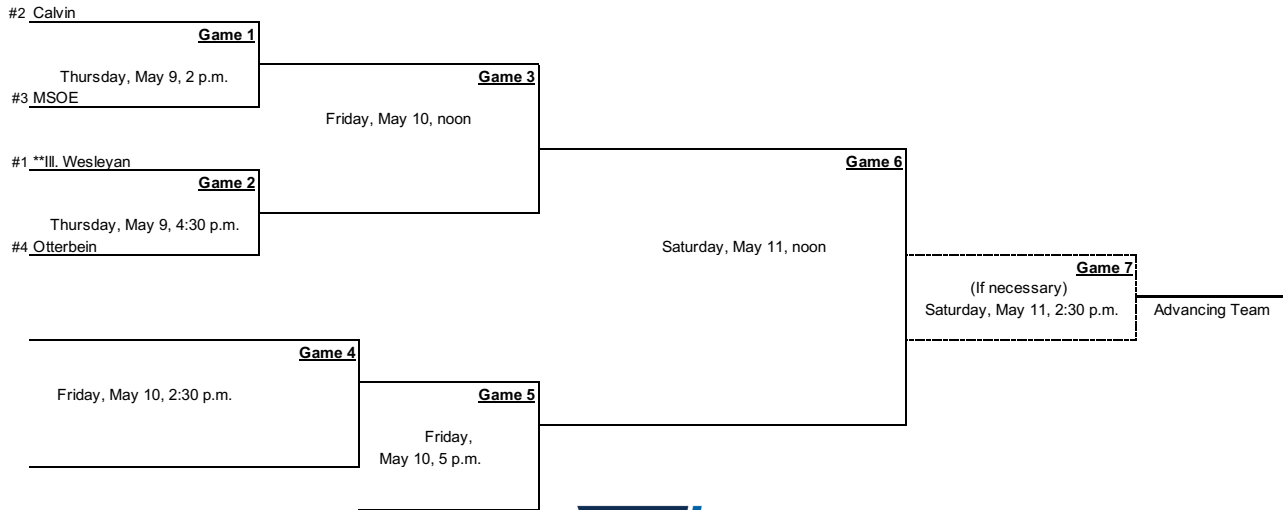 #2 Calvin
Game 1
Thursday, May 9, 2 p.m.
#3 MSOE
Game 3
Friday, May 10, noon
#1 **Ill. Wesleyan
Game 2
Thursday, May 9, 4:30 p.m.
#4 Otterbein
Game 6
Saturday, May 11, noon
Game 7
(If necessary)
Saturday, May 11, 2:30 p.m.
Advancing Team
Game 4
Friday, May 10, 2:30 p.m.
Game 5
Friday,
May 10, 5 p.m.